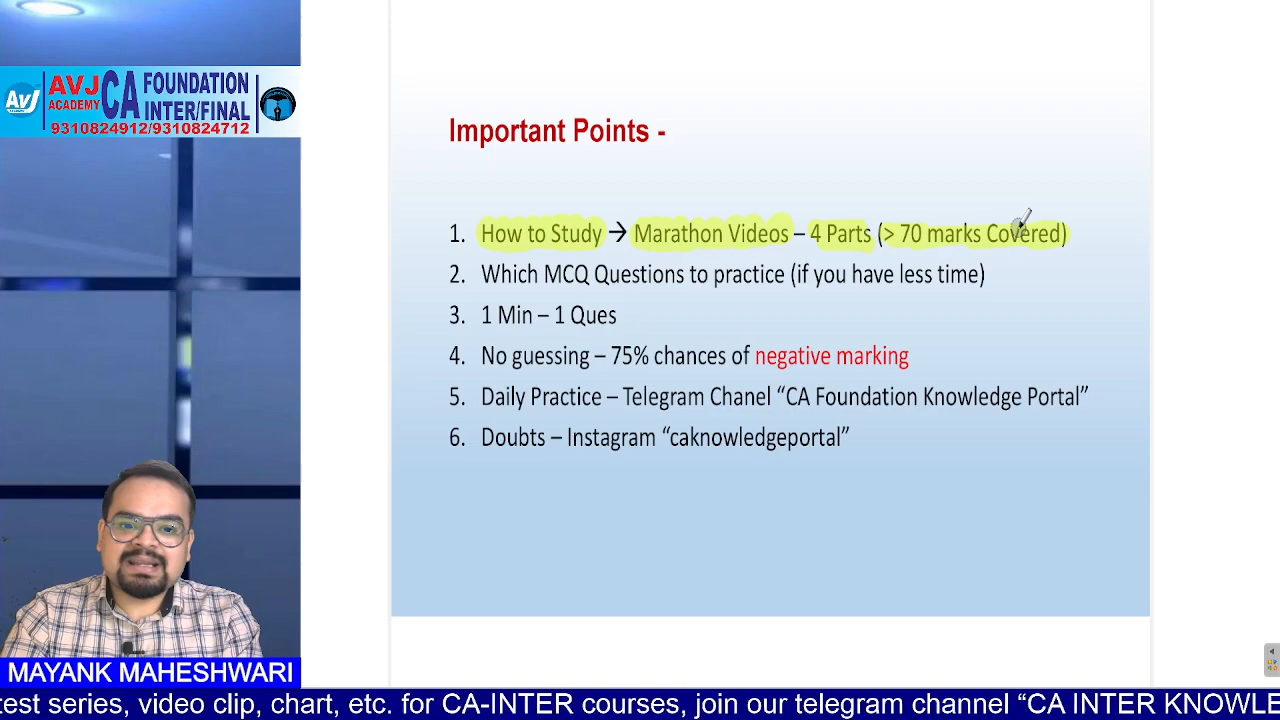 AVJ
ACADEMY
CA
FOUNDATION
INTER/FINAL
9310824912/9310824712
AVJ
Important Points -
1. How to Study → Marathon Videos – 4 Parts (> 70 marks Covered)
2. Which MCQ Questions to practice (if you have less time)
3. 1 Min – 1 Ques
4. No guessing – 75% chances of negative marking
5. Daily Practice – Telegram Chanel “CA Foundation Knowledge Portal”
6. Doubts – Instagram “caknowledgeportal”
MAYANK MAHESHWARI
test series, video clip, chart, etc. for CA-INTER courses, join our telegram channel “CA INTER KNOWLE